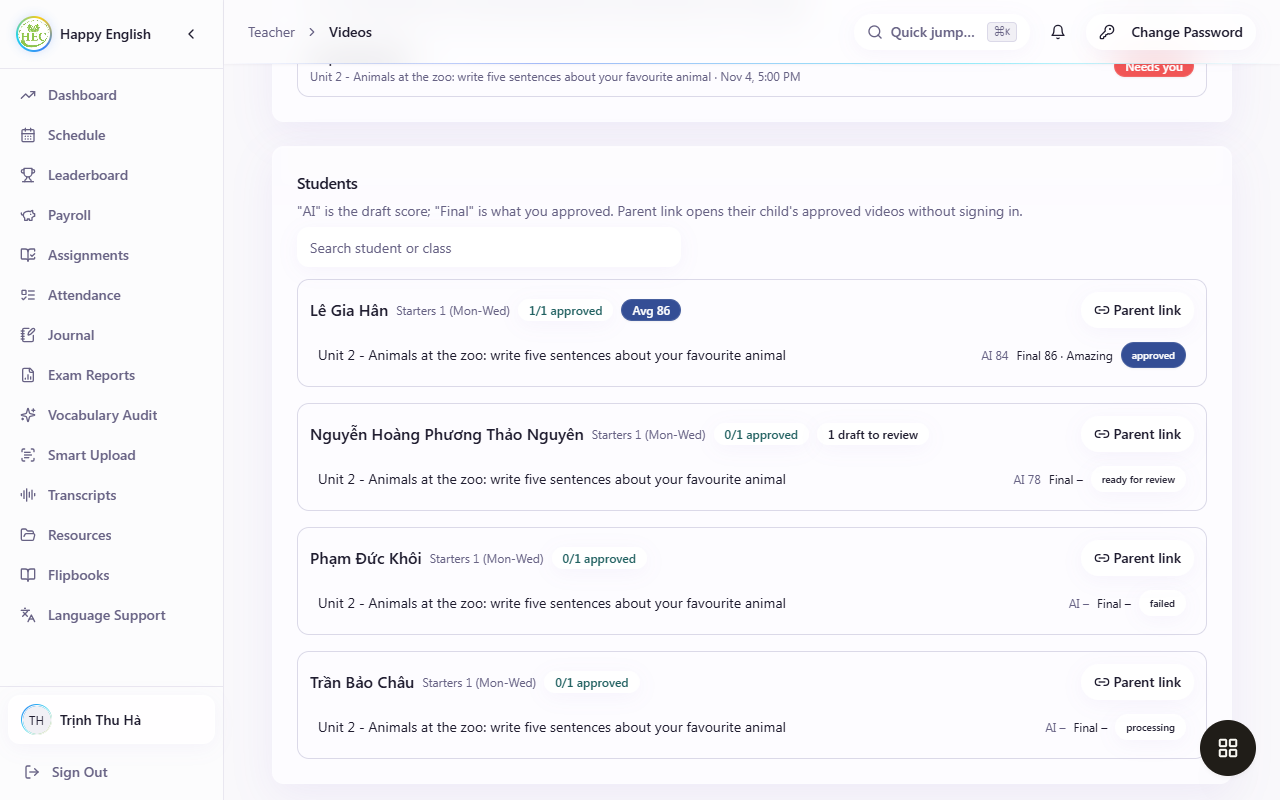 HEC
Happy English
Teacher
Videos
Quick jump...
⌘K
Change Password
Dashboard
Schedule
Leaderboard
Payroll
Assignments
Attendance
Journal
Exam Reports
Vocabulary Audit
Smart Upload
Transcripts
Resources
Flipbooks
Language Support
TH
Trịnh Thu Hà
Sign Out
Unit 2 - Animals at the zoo: write five sentences about your favourite animal · Nov 4, 5:00 PM
Needs you
Students
"AI" is the draft score; "Final" is what you approved. Parent link opens their child's approved videos without signing in.
Search student or class
Lê Gia Hân Starters 1 (Mon-Wed) 1/1 approved Avg 86 Parent link
Unit 2 - Animals at the zoo: write five sentences about your favourite animal AI 84 Final 86 · Amazing approved
Nguyễn Hoàng Phương Thảo Nguyên Starters 1 (Mon-Wed) 0/1 approved 1 draft to review Parent link
Unit 2 - Animals at the zoo: write five sentences about your favourite animal AI 78 Final – ready for review
Phạm Đức Khôi Starters 1 (Mon-Wed) 0/1 approved Parent link
Unit 2 - Animals at the zoo: write five sentences about your favourite animal AI – Final – failed
Trần Bảo Châu Starters 1 (Mon-Wed) 0/1 approved Parent link
Unit 2 - Animals at the zoo: write five sentences about your favourite animal AI – Final – processing